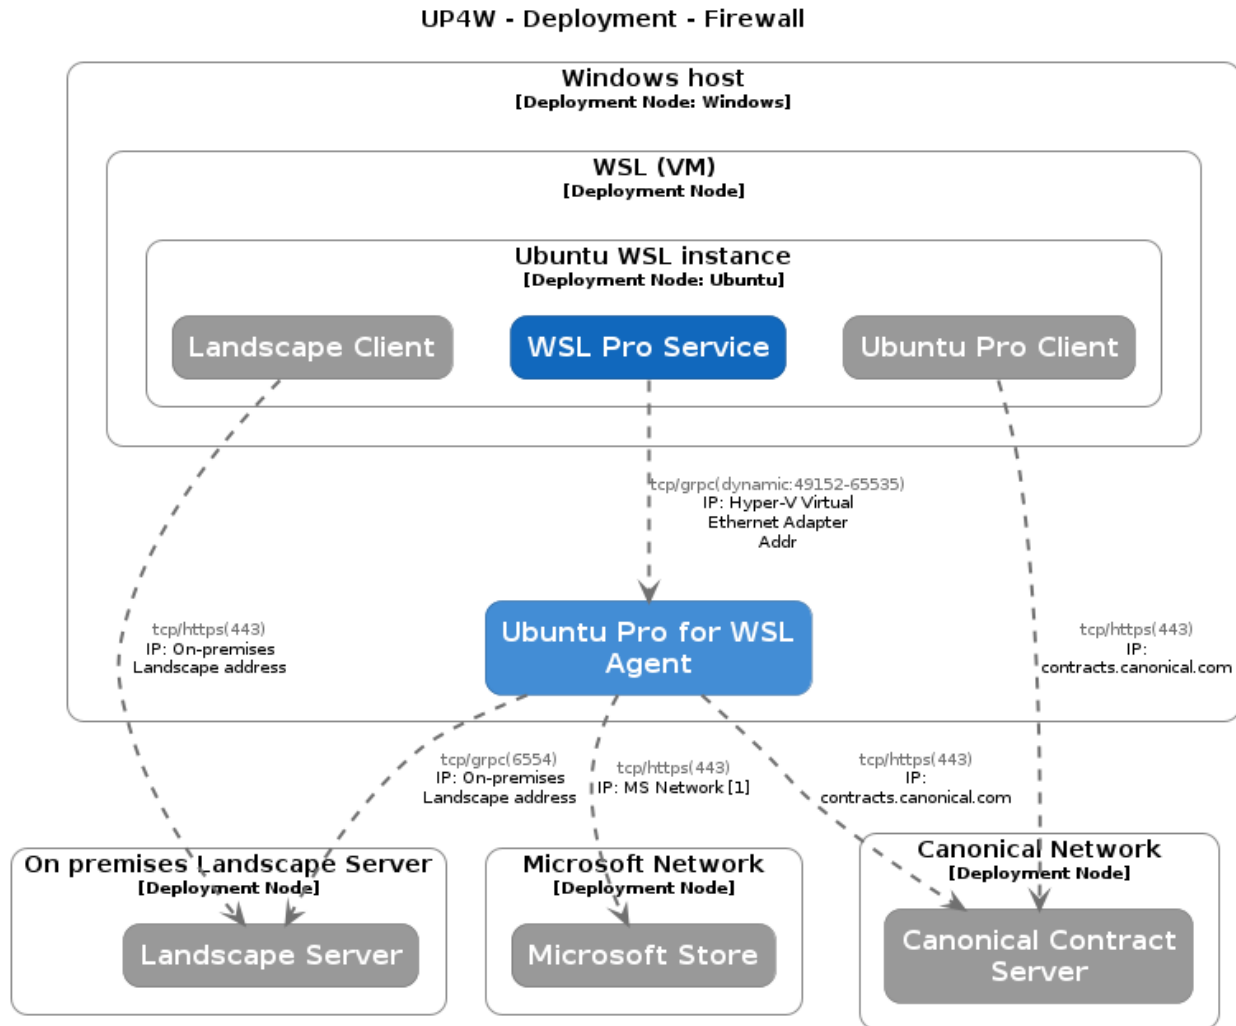 UP4W - Deployment - Firewall
Windows host
[Deployment Node: Windows]
WSL (VM)
[Deployment Node]
Ubuntu WSL instance
[Deployment Node: Ubuntu]
Landscape Client
WSL Pro Service
Ubuntu Pro Client
tcp/grpc(dynamic:49152-65535)
IP: Hyper-V Virtual
Ethernet Adapter
Addr
tcp/https(443)
IP: On-premises
Landscape address
Ubuntu Pro for WSL
Agent
tcp/https(443)
IP:
contracts.canonical.com
tcp/grpc(6554)
IP: On-premises
Landscape address
tcp/https(443)
IP: MS Network [1]
tcp/https(443)
IP:
contracts.canonical.com
On premises Landscape Server
[Deployment Node]
Landscape Server
Microsoft Network
[Deployment Node]
Microsoft Store
Canonical Network
[Deployment Node]
Canonical Contract
Server